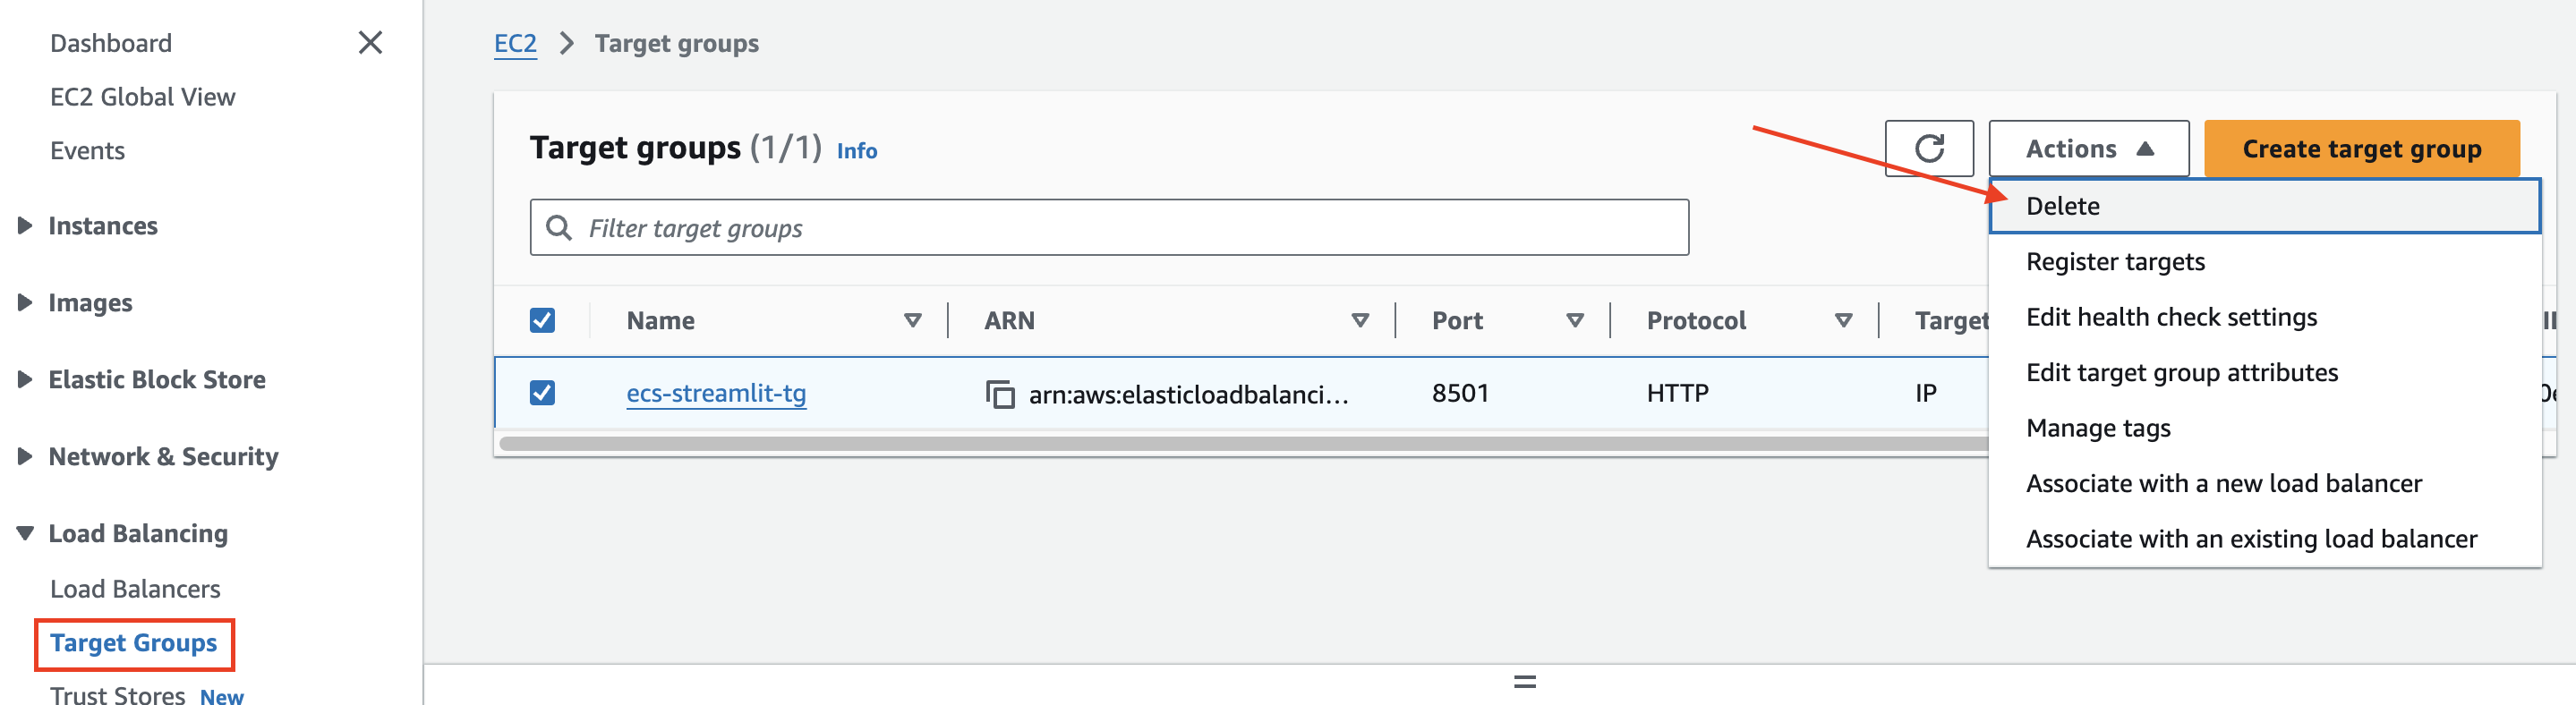 Dashboard
EC2 Global View
Events
Instances
Images
Elastic Block Store
Network & Security
Load Balancing
Load Balancers
Target Groups
Trust Stores New
EC2 > Target groups
Target groups (1/1) Info
Actions
Create target group
Filter target groups
Name ARN Port Protocol Target
ecs-streamlit-tg arn:aws:elasticloadbalanci... 8501 HTTP IP
Delete
Register targets
Edit health check settings
Edit target group attributes
Manage tags
Associate with a new load balancer
Associate with an existing load balancer